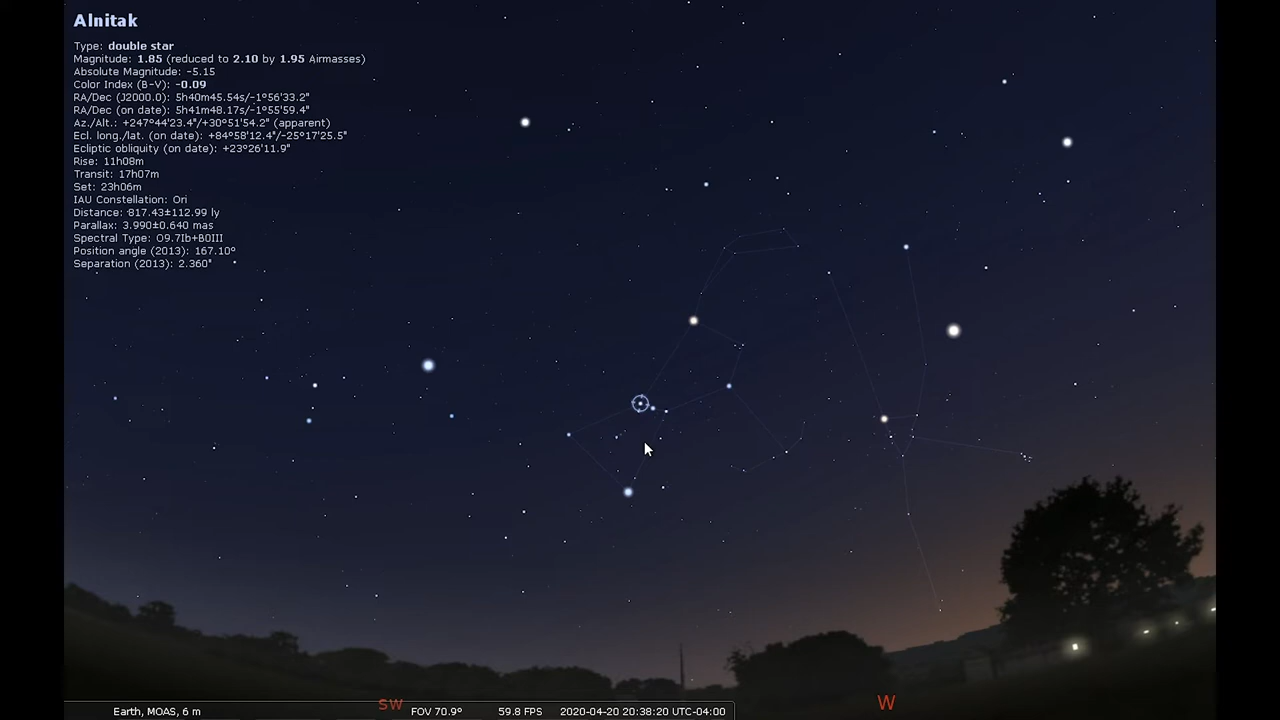 Alnitak
Type: double star
Magnitude: 1.85 (reduced to 2.10 by 1.95 Airmasses)
Absolute Magnitude: -5.15
Color Index (B-V): -0.09
RA/Dec (J2000.0): 5h40m45.54s/-1°56'33.2"
RA/Dec (on date): 5h41m48.17s/-1°55'59.4"
Az./Alt.: +247°44'23.4"/+30°51'54.2" (apparent)
Ecl. long./lat. (on date): +84°58'12.4"/-25°17'25.5"
Ecliptic obliquity (on date): +23°26'11.9"
Rise: 11h08m
Transit: 17h07m
Set: 23h06m
IAU Constellation: Ori
Distance: 817.43±112.99 ly
Parallax: 3.990±0.640 mas
Spectral Type: O9.7Ib+B0III
Position angle (2013): 167.10°
Separation (2013): 2.360"
SW
W
Earth, MOAS, 6 m FOV 70.9° 59.8 FPS 2020-04-20 20:38:20 UTC-04:00